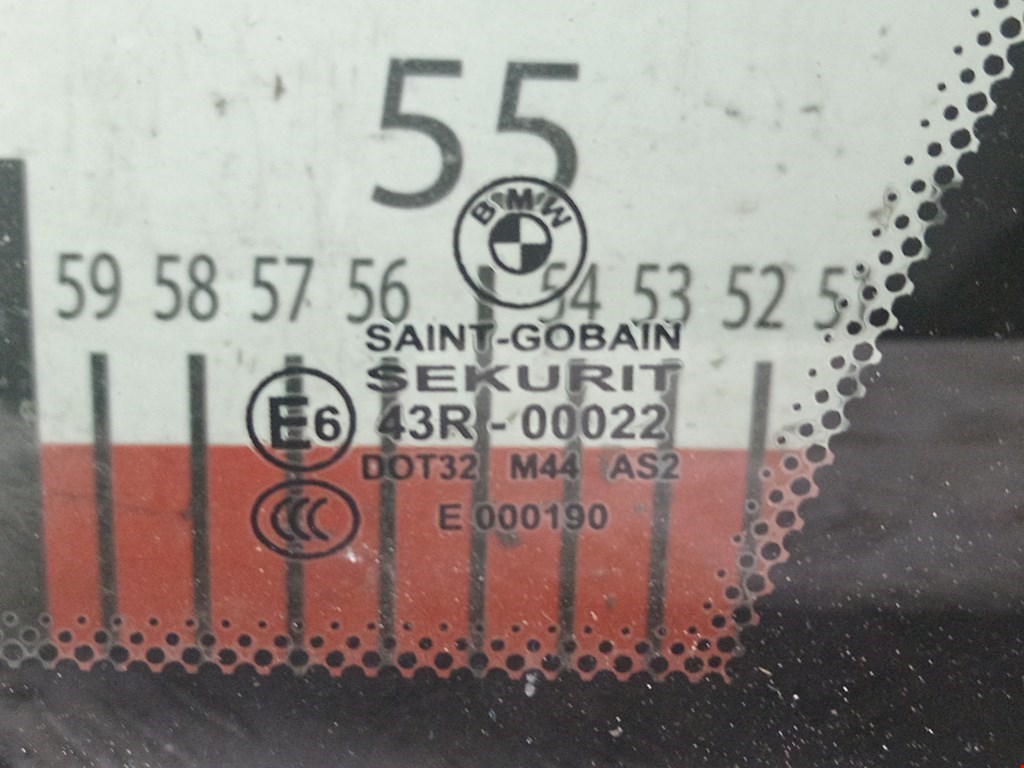 55
59 58 57 56 54 53 52
BMW
SAINT-GOBAIN
SEKURIT
E6 43R-00022
DOT32 M44 AS2
CCC E 000190